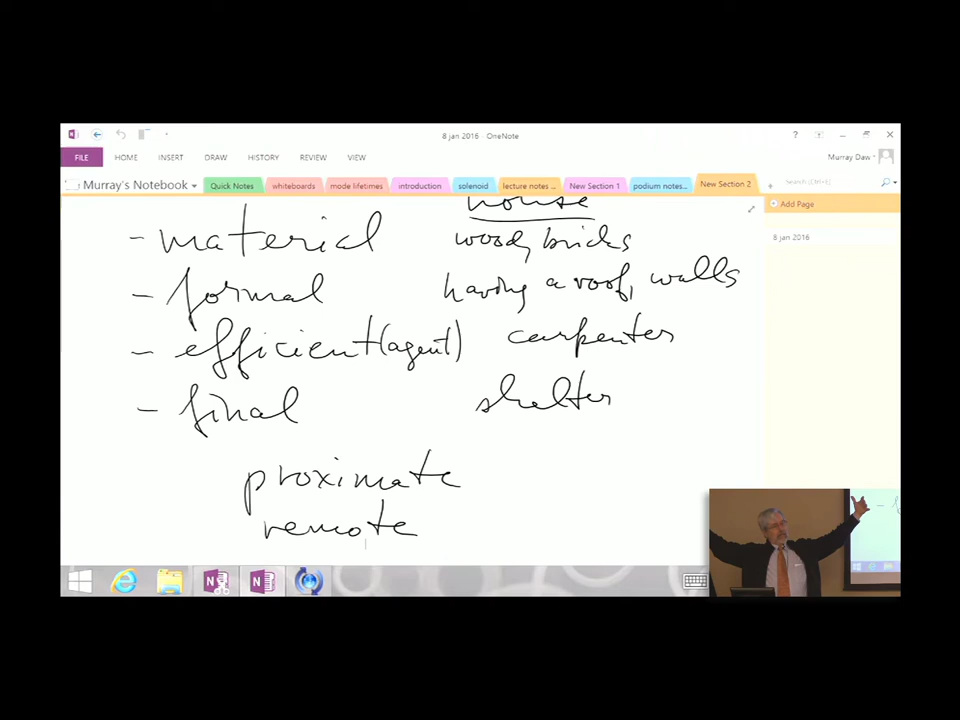 8 jan 2016 - OneNote
?
FILE HOME INSERT DRAW HISTORY REVIEW VIEW
Murray Daw
Murray's Notebook Quick Notes whiteboards mode lifetimes introduction solenoid lecture notes ... New Section 1 podium notes... New Section 2
Search (Ctrl+E)
Add Page
8 jan 2016
house
- material wood, bricks
- formal having a roof, walls
- efficient (agent) carpenter
- final shelter
proximate
remote